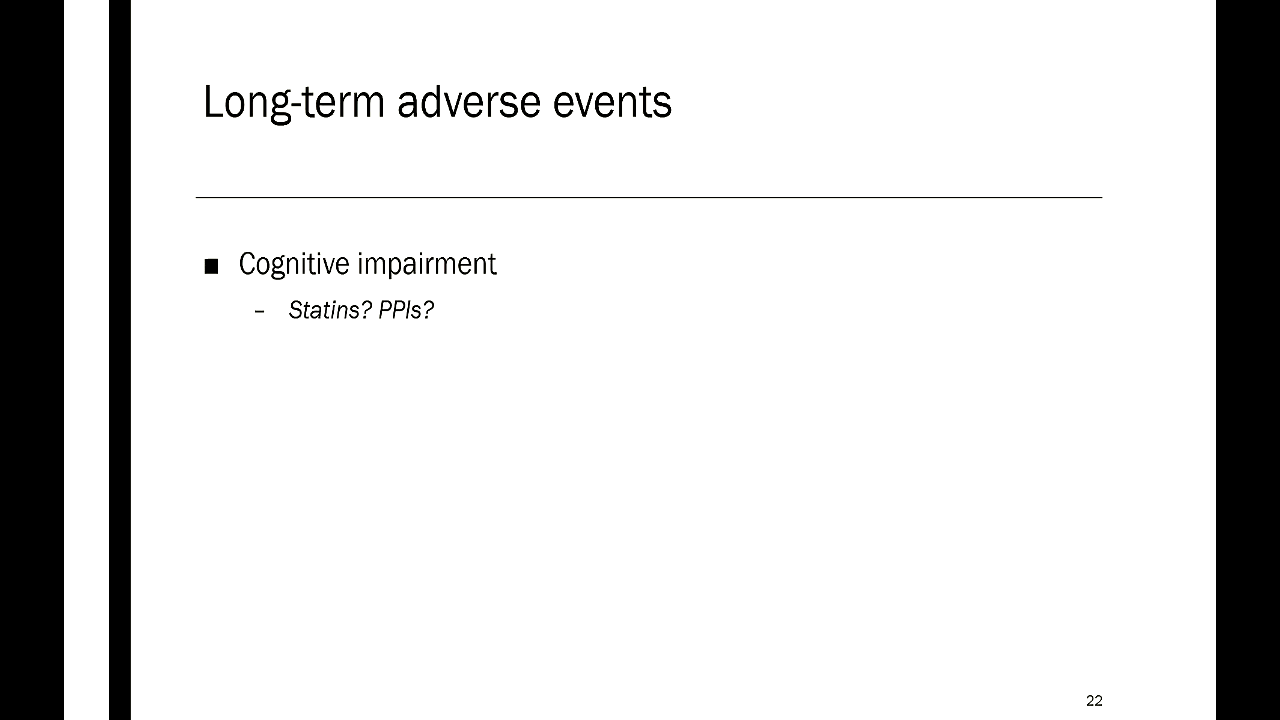 Long-term adverse events
■ Cognitive impairment
– Statins? PPIs?
22